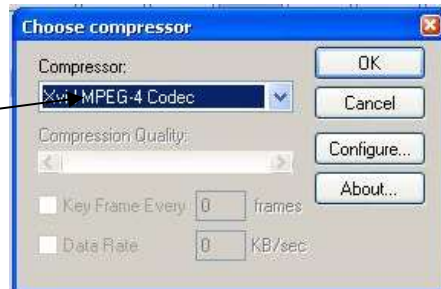 Choose compressor
Compressor:
OK
Xvid MPEG-4 Codec
Cancel
Compression Quality:
Configure...
About...
Key Frame Every 0 frames
Data Rate 0 KB/sec